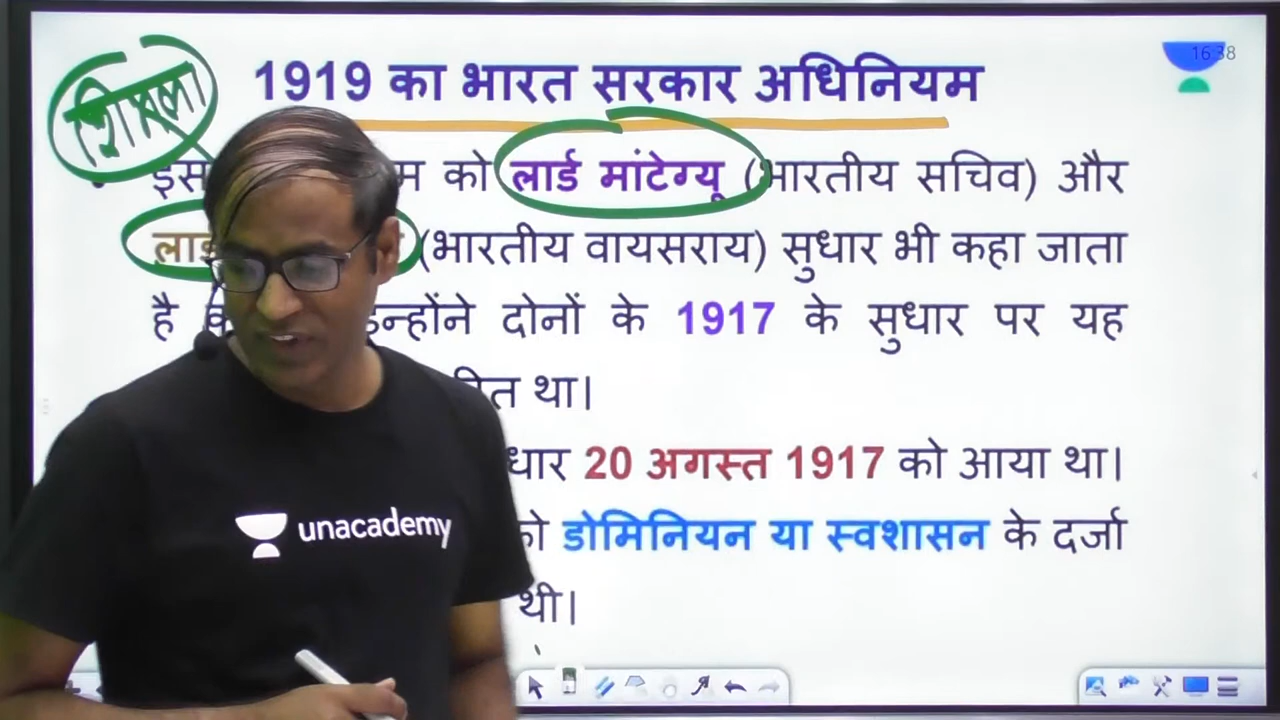 शिमला
16:38
1919 का भारत सरकार अधिनियम
इस म को लार्ड मांटेग्यू (भारतीय सचिव) और
(भारतीय वायसराय) सुधार भी कहा जाता
है इन्होंने दोनों के 1917 के सुधार पर यह
था।
20 अगस्त 1917 को आया था।
डोमिनियन या स्वशासन के दर्जा
थी।
unacademy